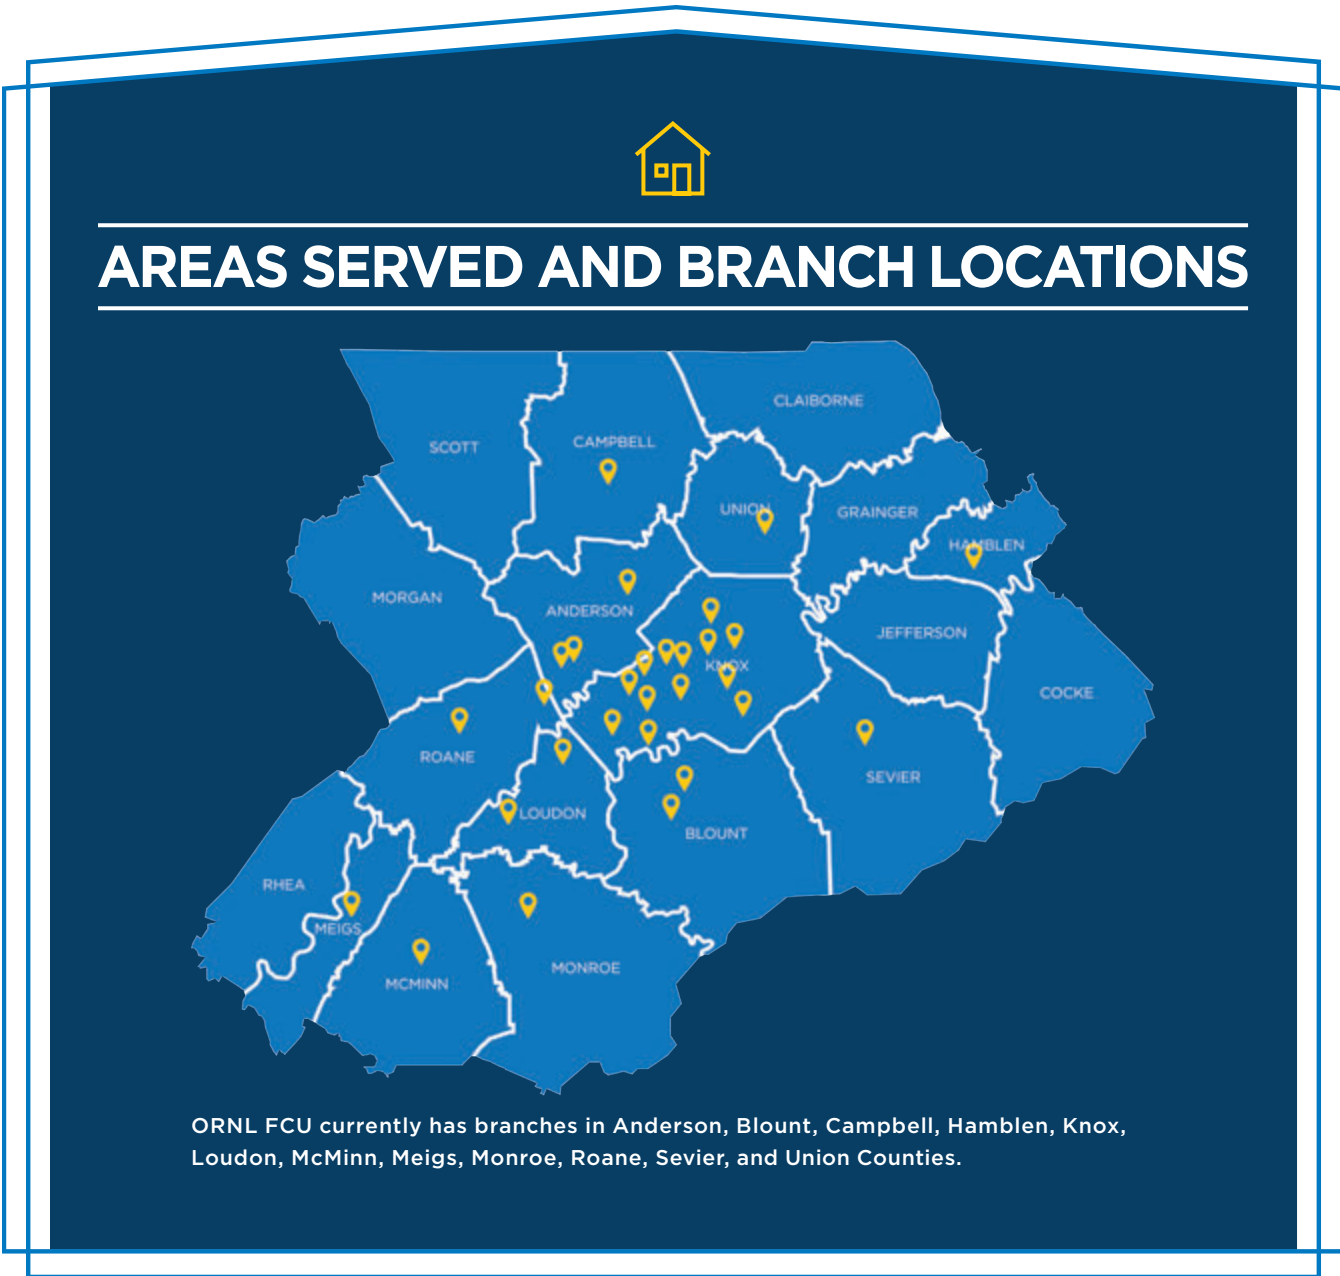 AREAS SERVED AND BRANCH LOCATIONS
CLAIBORNE
SCOTT
CAMPBELL
UNION
GRAINGER
HAMBLEN
MORGAN
ANDERSON
JEFFERSON
KNOX
COCKE
ROANE
SEVIER
LOUDON
BLOUNT
RHEA
MEIGS
MONROE
MCMINN
ORNL FCU currently has branches in Anderson, Blount, Campbell, Hamblen, Knox,
Loudon, McMinn, Meigs, Monroe, Roane, Sevier, and Union Counties.